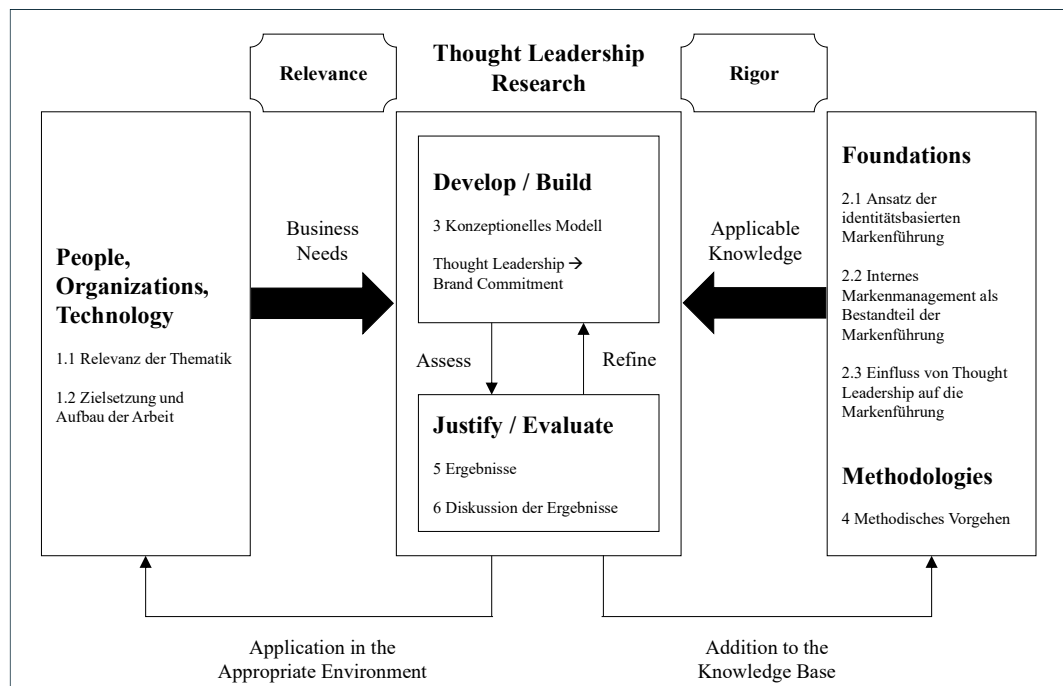 Relevance
Thought Leadership
Research
Rigor
People,
Organizations,
Technology
1.1 Relevanz der Thematik
1.2 Zielsetzung und
Aufbau der Arbeit
Business
Needs
Develop / Build
3 Konzeptionelles Modell
Thought Leadership →
Brand Commitment
Assess
Refine
Justify / Evaluate
5 Ergebnisse
6 Diskussion der Ergebnisse
Applicable
Knowledge
Foundations
2.1 Ansatz der
identitätsbasierten
Markenführung
2.2 Internes
Markenmanagement als
Bestandteil der
Markenführung
2.3 Einfluss von Thought
Leadership auf die
Markenführung
Methodologies
4 Methodisches Vorgehen
Application in the
Appropriate Environment
Addition to the
Knowledge Base